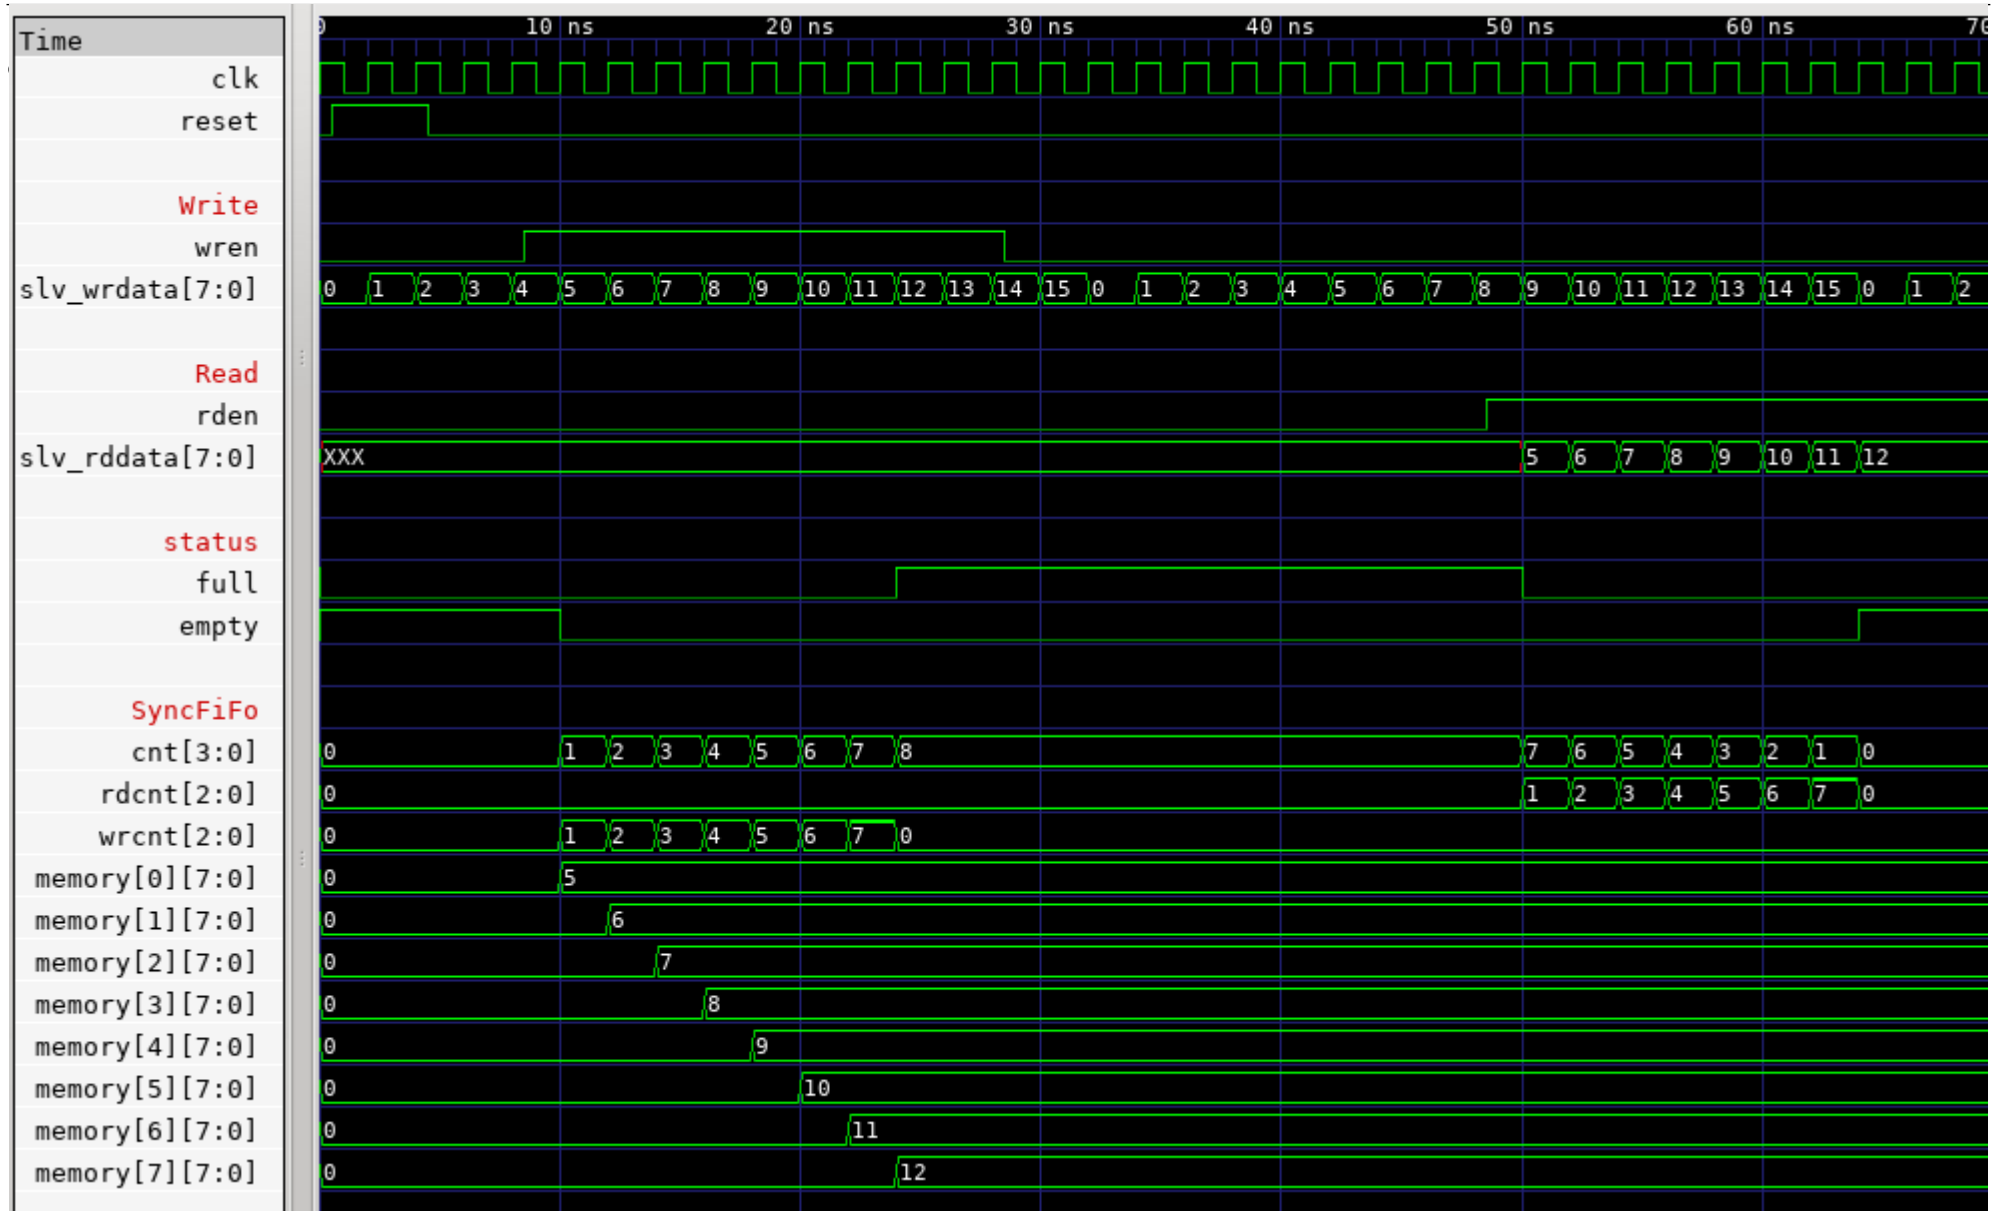 0 10 ns 20 ns 30 ns 40 ns 50 ns 60 ns 70
Time
clk
reset
Write
wren
slv_wrdata[7:0] 0 1 2 3 4 5 6 7 8 9 10 11 12 13 14 15 0 1 2 3 4 5 6 7 8 9 10 11 12 13 14 15 0 1 2
Read
rden
slv_rddata[7:0] XXX 5 6 7 8 9 10 11 12
status
full
empty
SyncFiFo
cnt[3:0] 0 1 2 3 4 5 6 7 8 7 6 5 4 3 2 1 0
rdcnt[2:0] 0 1 2 3 4 5 6 7 0
wrcnt[2:0] 0 1 2 3 4 5 6 7 0
memory[0][7:0] 0 5
memory[1][7:0] 0 6
memory[2][7:0] 0 7
memory[3][7:0] 0 8
memory[4][7:0] 0 9
memory[5][7:0] 0 10
memory[6][7:0] 0 11
memory[7][7:0] 0 12